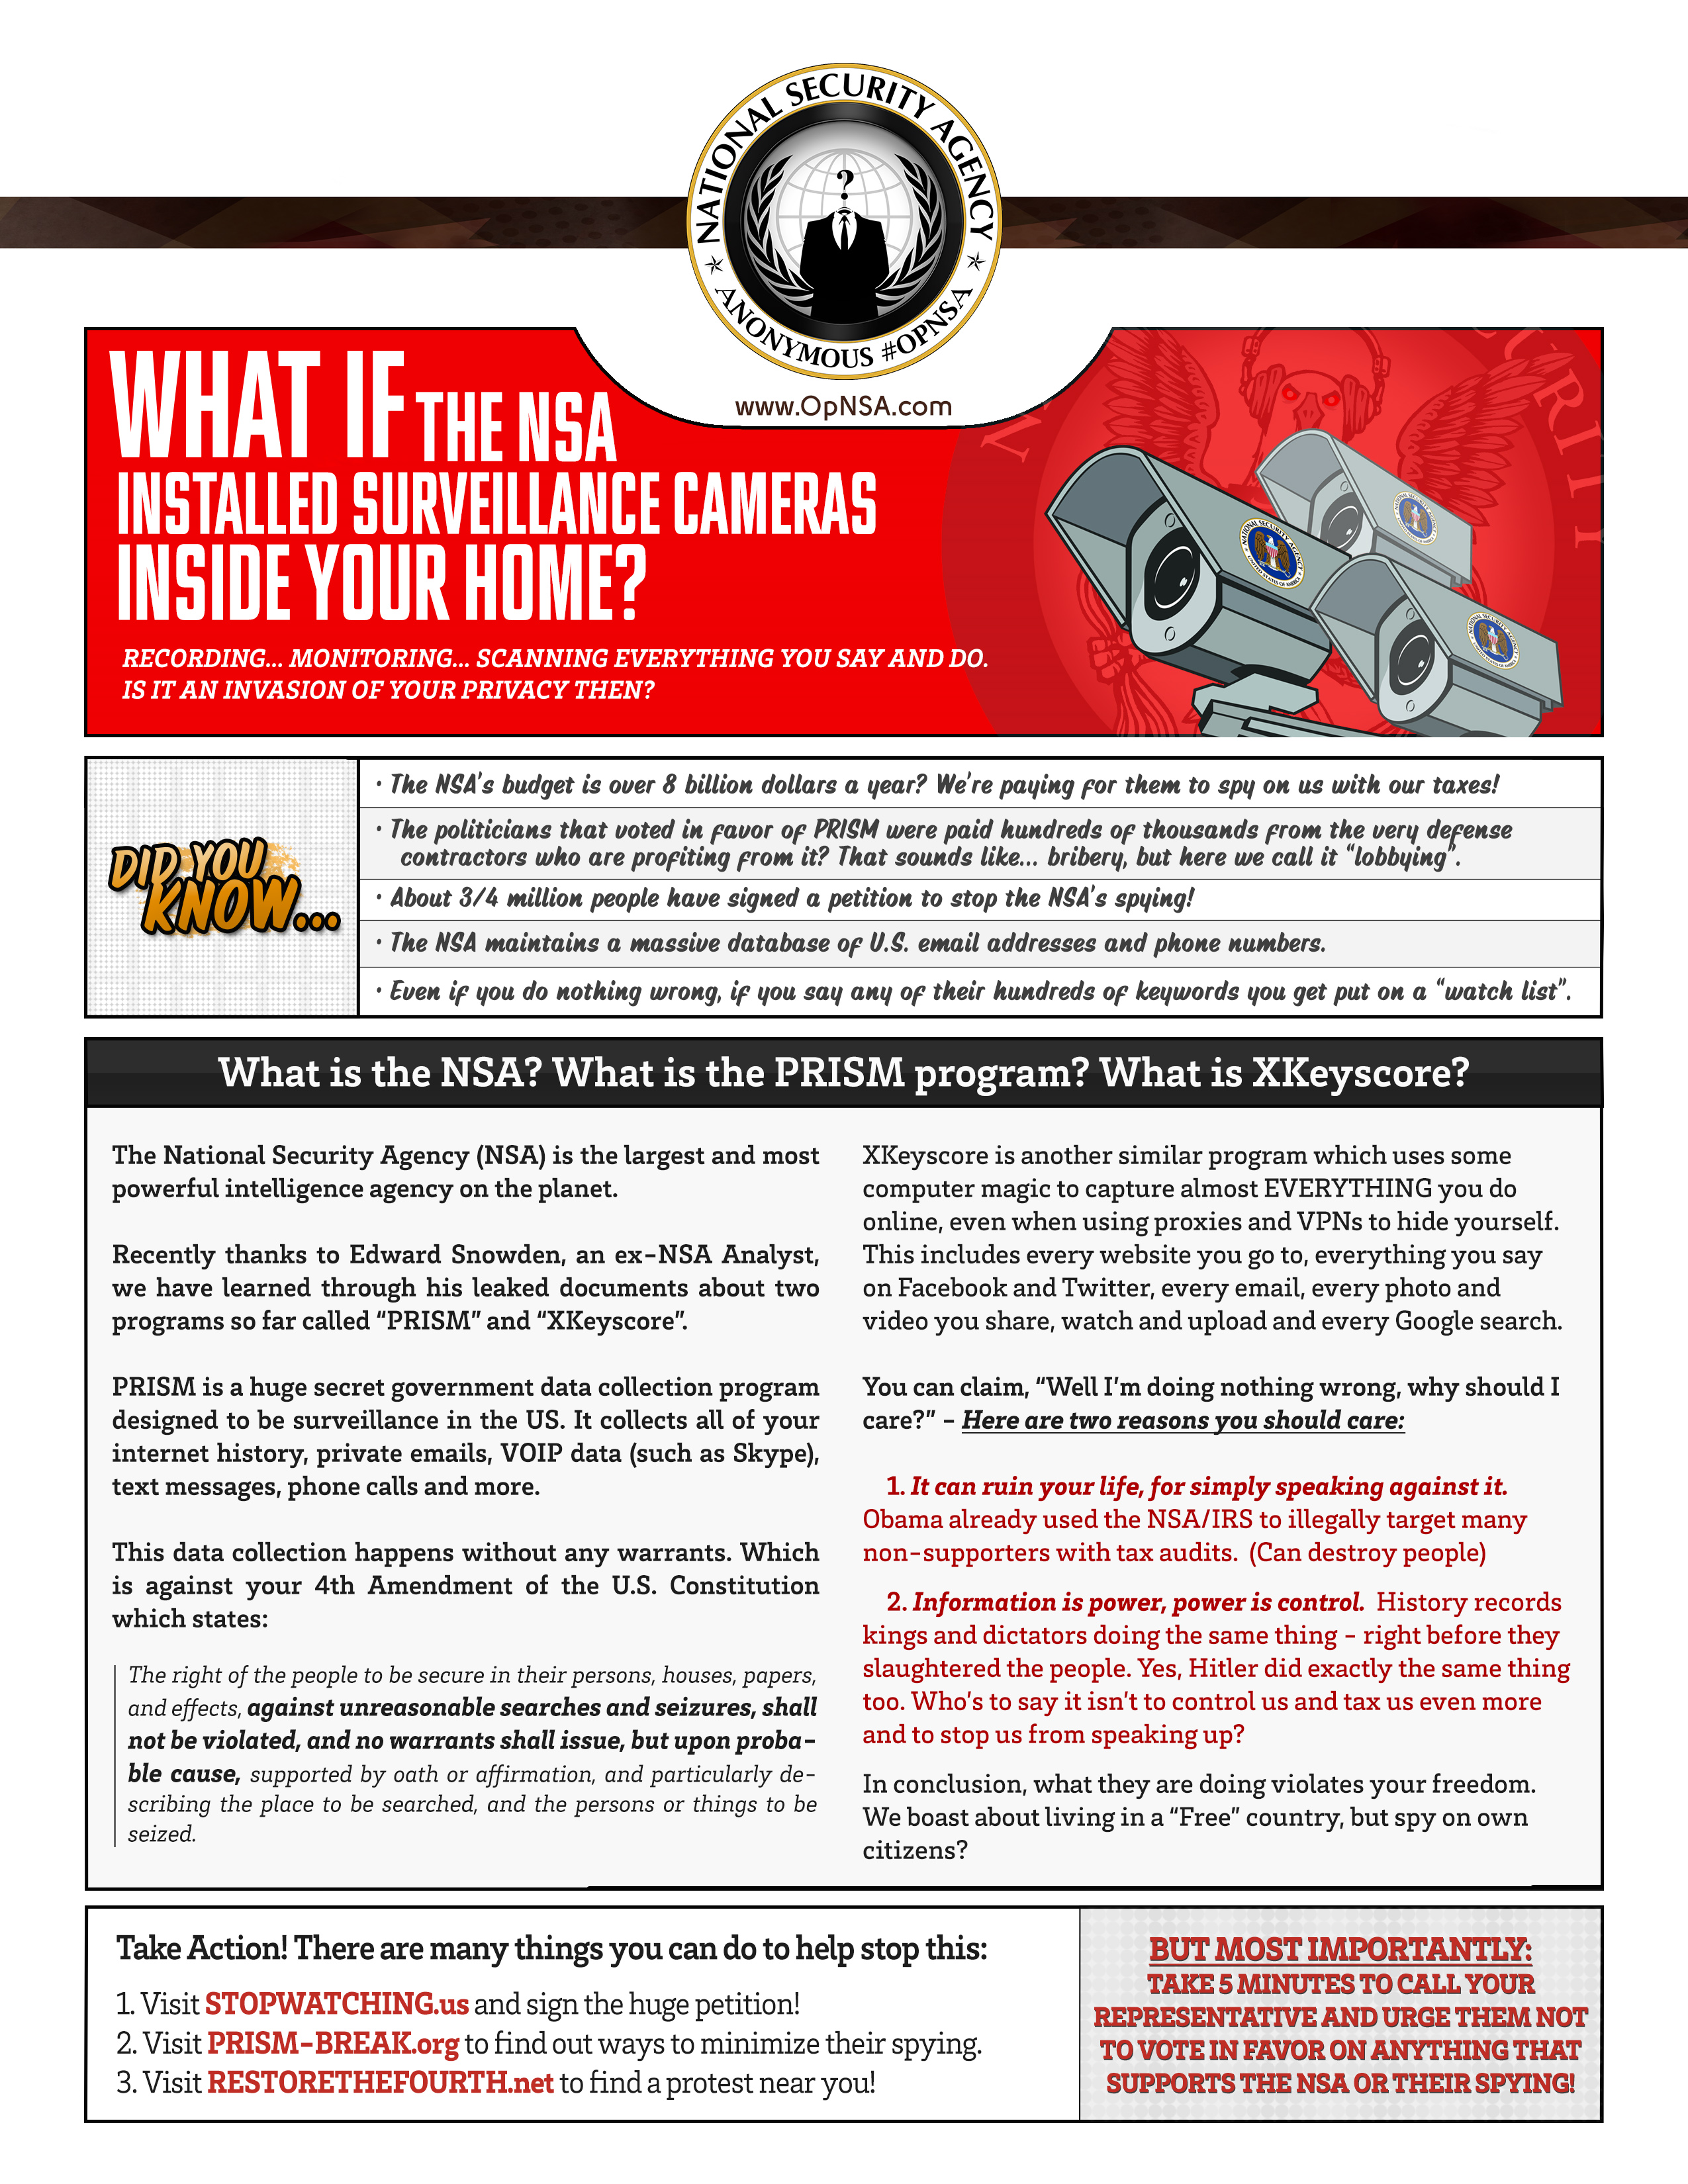 NATIONAL SECURITY AGENCY
ANONYMOUS #OPNSA
?
www.OpNSA.com
WHAT IF THE NSA
INSTALLED SURVEILLANCE CAMERAS
INSIDE YOUR HOME?
RECORDING... MONITORING... SCANNING EVERYTHING YOU SAY AND DO.
IS IT AN INVASION OF YOUR PRIVACY THEN?
NATIONAL SECURITY AGENCY
UNITED STATES OF AMERICA
NATIONAL SECURITY AGENCY
UNITED STATES OF AMERICA
NATIONAL SECURITY AGENCY
UNITED STATES OF AMERICA
DID YOU
KNOW...
• The NSA's budget is over 8 billion dollars a year? We're paying for them to spy on us with our taxes!
• The politicians that voted in favor of PRISM were paid hundreds of thousands from the very defense
contractors who are profiting from it? That sounds like... bribery, but here we call it "lobbying".
• About 3/4 million people have signed a petition to stop the NSA's spying!
• The NSA maintains a massive database of U.S. email addresses and phone numbers.
• Even if you do nothing wrong, if you say any of their hundreds of keywords you get put on a "watch list".
What is the NSA? What is the PRISM program? What is XKeyscore?
The National Security Agency (NSA) is the largest and most
powerful intelligence agency on the planet.
Recently thanks to Edward Snowden, an ex-NSA Analyst,
we have learned through his leaked documents about two
programs so far called “PRISM” and “XKeyscore”.
PRISM is a huge secret government data collection program
designed to be surveillance in the US. It collects all of your
internet history, private emails, VOIP data (such as Skype),
text messages, phone calls and more.
This data collection happens without any warrants. Which
is against your 4th Amendment of the U.S. Constitution
which states:
The right of the people to be secure in their persons, houses, papers,
and effects, against unreasonable searches and seizures, shall
not be violated, and no warrants shall issue, but upon proba-
ble cause, supported by oath or affirmation, and particularly de-
scribing the place to be searched, and the persons or things to be
seized.
XKeyscore is another similar program which uses some
computer magic to capture almost EVERYTHING you do
online, even when using proxies and VPNs to hide yourself.
This includes every website you go to, everything you say
on Facebook and Twitter, every email, every photo and
video you share, watch and upload and every Google search.
You can claim, “Well I’m doing nothing wrong, why should I
care?” – Here are two reasons you should care:
1. It can ruin your life, for simply speaking against it.
Obama already used the NSA/IRS to illegally target many
non-supporters with tax audits. (Can destroy people)
2. Information is power, power is control. History records
kings and dictators doing the same thing – right before they
slaughtered the people. Yes, Hitler did exactly the same thing
too. Who’s to say it isn’t to control us and tax us even more
and to stop us from speaking up?
In conclusion, what they are doing violates your freedom.
We boast about living in a “Free” country, but spy on own
citizens?
Take Action! There are many things you can do to help stop this:
1. Visit STOPWATCHING.us and sign the huge petition!
2. Visit PRISM-BREAK.org to find out ways to minimize their spying.
3. Visit RESTORETHEFOURTH.net to find a protest near you!
BUT MOST IMPORTANTLY:
TAKE 5 MINUTES TO CALL YOUR
REPRESENTATIVE AND URGE THEM NOT
TO VOTE IN FAVOR ON ANYTHING THAT
SUPPORTS THE NSA OR THEIR SPYING!